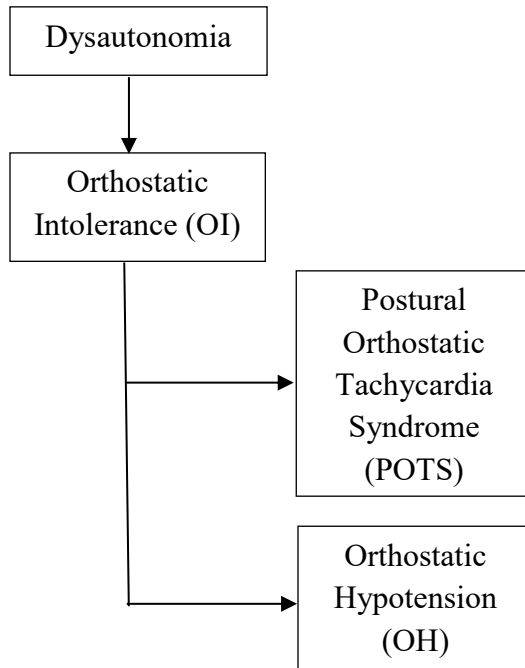 Dysautonomia
Orthostatic
Intolerance (OI)
Postural
Orthostatic
Tachycardia
Syndrome
(POTS)
Orthostatic
Hypotension
(OH)